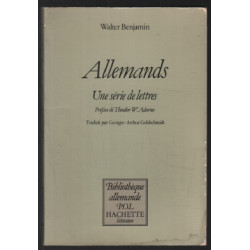 Walter Benjamin
Allemands
Une série de lettres
Préface de Theodor W. Adorno
Traduit par Georges-Arthur Goldschmidt
Bibliothèque
allemande
P.O.L
HACHETTE
littérature